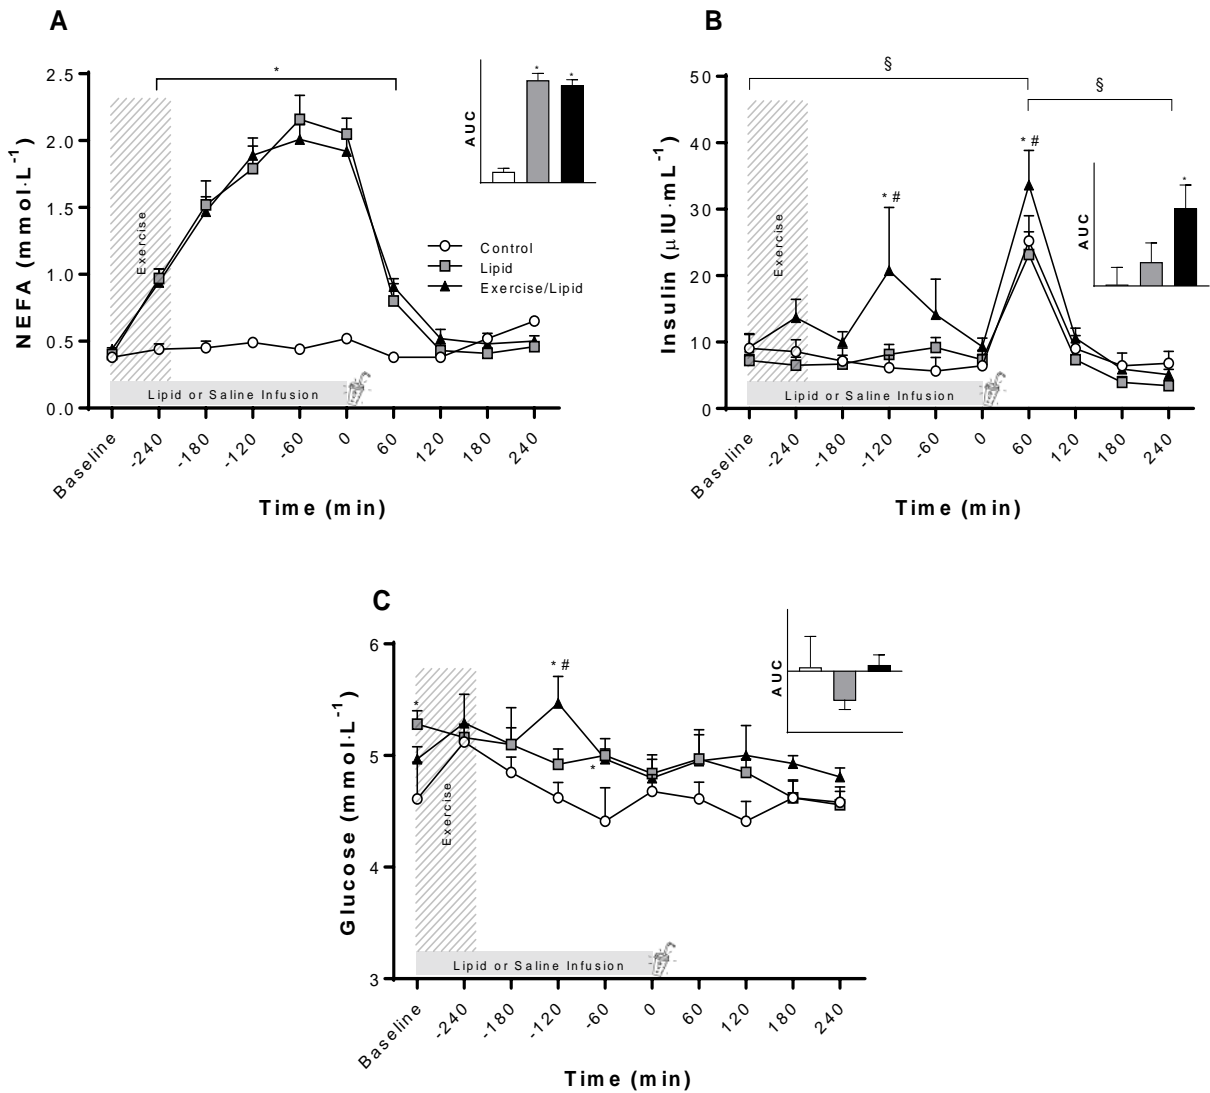 A
NEFA (mmol·L⁻¹)
2.5
2.0
1.5
1.0
0.5
0.0
*
Exercise
Lipid or Saline Infusion
Baseline
-240
-180
-120
-60
0
60
120
180
240
Time (min)
AUC
* *
Control
Lipid
Exercise/Lipid
B
Insulin (μIU·mL⁻¹)
50
40
30
20
10
0
§
§
* #
* #
Exercise
Lipid or Saline Infusion
Baseline
-240
-180
-120
-60
0
60
120
180
240
Time (min)
AUC
*
C
Glucose (mmol·L⁻¹)
6
5
4
3
*
* #
*
Exercise
Lipid or Saline Infusion
Baseline
-240
-180
-120
-60
0
60
120
180
240
Time (min)
AUC